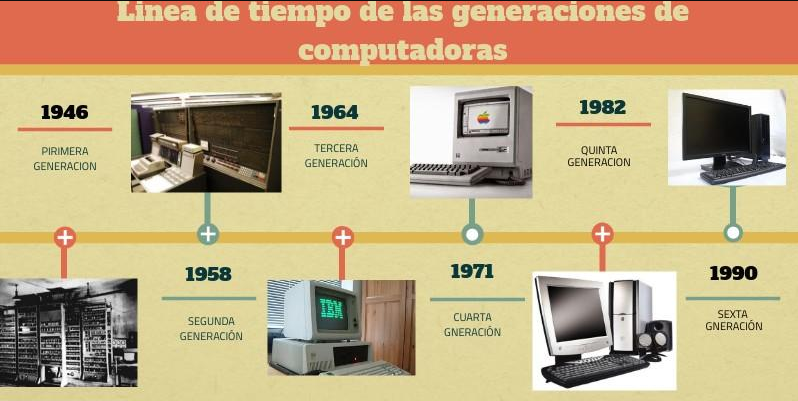 Linea de tiempo de las generaciones de
computadoras
1946
PIRIMERA
GENERACION
1964
TERCERA
GENERACIÓN
1982
QUINTA
GENERACION
1958
SEGUNDA
GENERACIÓN
IBM
1971
CUARTA
GNERACIÓN
1990
SEXTA
GNERACIÓN